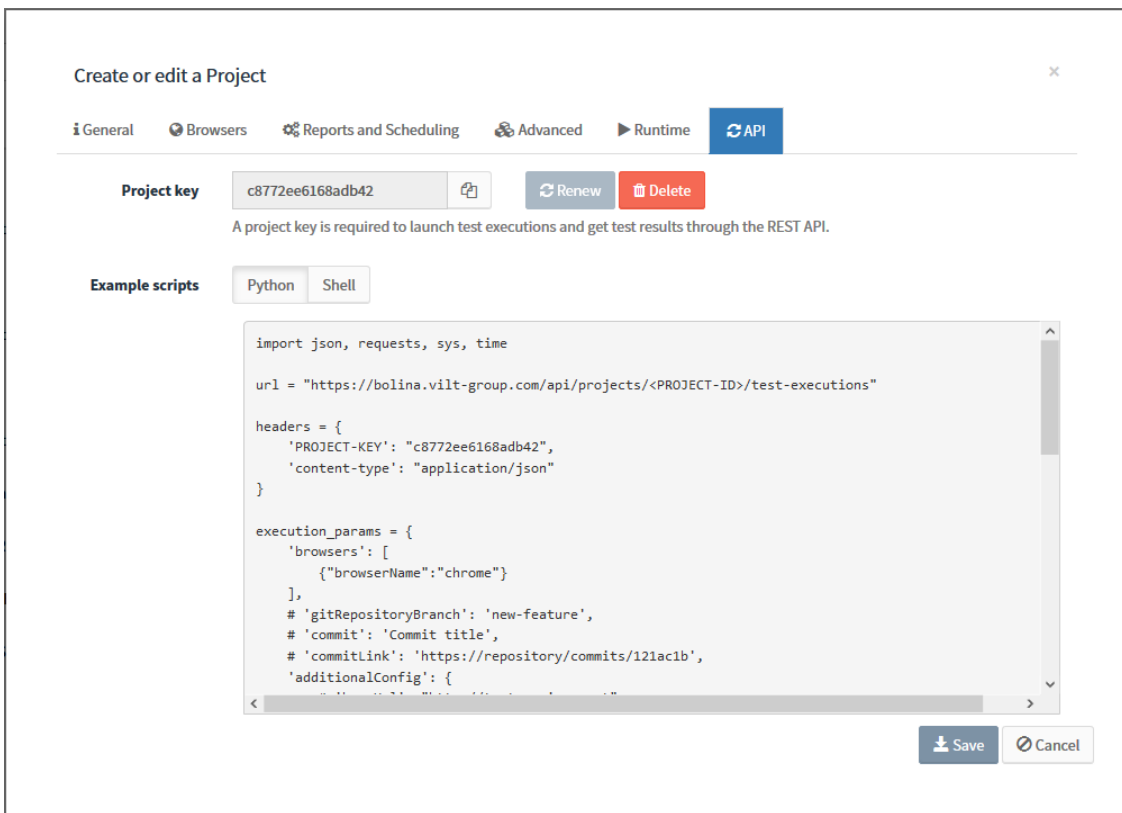 Create or edit a Project ×
General Browsers Reports and Scheduling Advanced Runtime API
Project key c8772ee6168adb42 Renew Delete
A project key is required to launch test executions and get test results through the REST API.
Example scripts Python Shell
import json, requests, sys, time
url = "https://bolina.vilt-group.com/api/projects/<PROJECT-ID>/test-executions"
headers = {
'PROJECT-KEY': "c8772ee6168adb42",
'content-type': "application/json"
}
execution_params = {
'browsers': [
{"browserName":"chrome"}
],
# 'gitRepositoryBranch': 'new-feature',
# 'commit': 'Commit title',
# 'commitLink': 'https://repository/commits/121ac1b',
'additionalConfig': {
Save Cancel